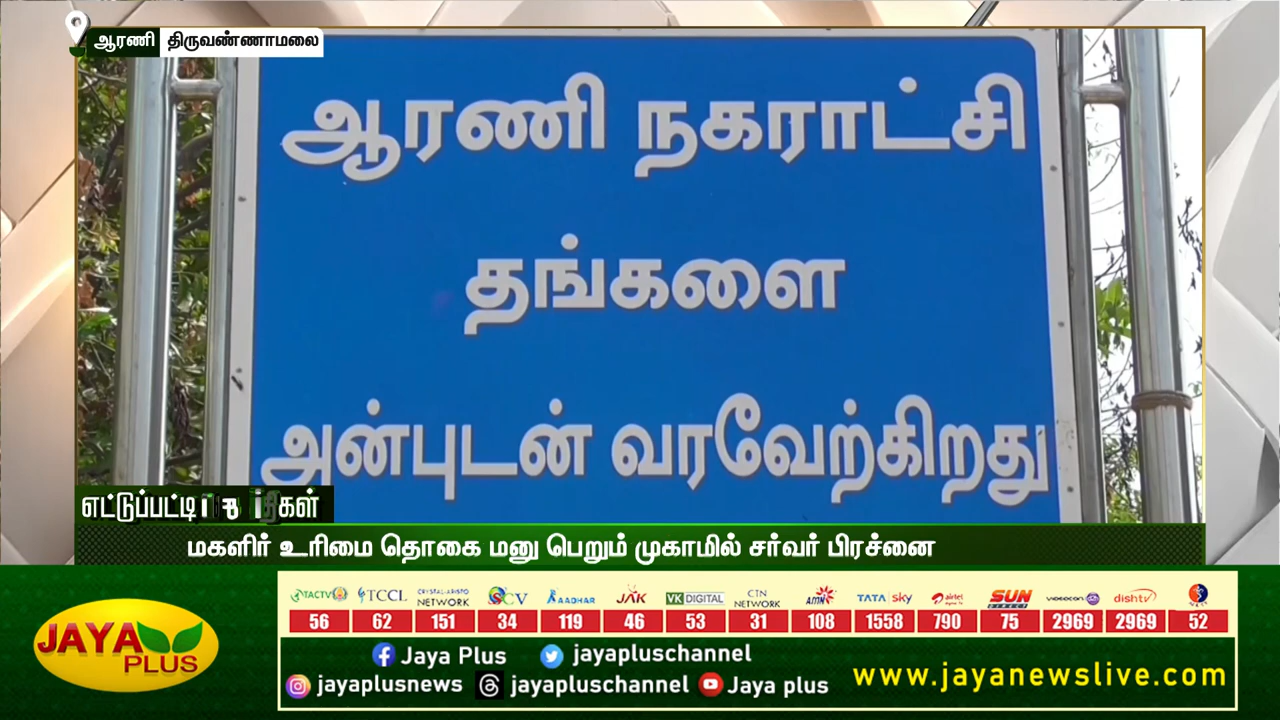 ஆரணி திருவண்ணாமலை
ஆரணி நகராட்சி
தங்களை
அன்புடன் வரவேற்கிறது
எட்டுப்பட்டி
மகளிர் உரிமை தொகை மனு பெறும் முகாமில் சர்வர் பிரச்னை
TACTV TCCL CRYSTAL-ARISTO NETWORK SCV AADHAR JAK VK DIGITAL CTN NETWORK AMN TATA sky airtel SUN DIRECT VIDEOCON dishtv
56 62 151 34 119 46 53 31 108 1558 790 75 2969 2969 52
JAYA PLUS
Jaya Plus jayapluschannel
jayaplusnews jayapluschannel Jaya plus
www.jayanewslive.com